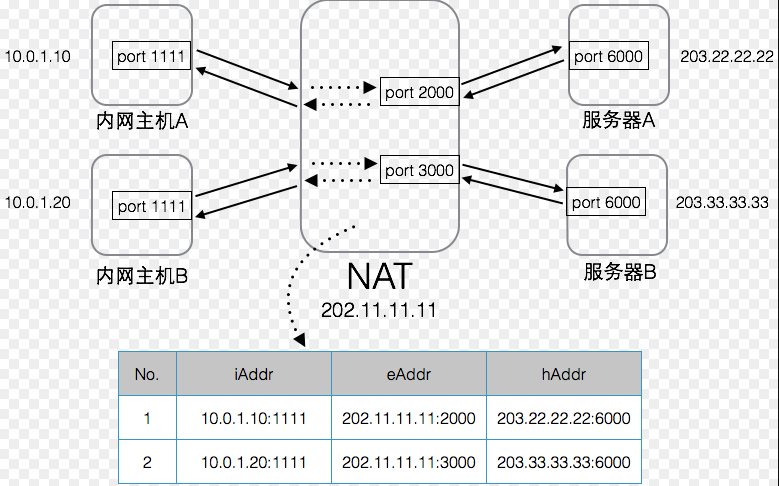 10.0.1.10
port 1111
内网主机A
port 2000
port 6000
203.22.22.22
服务器A
10.0.1.20
port 1111
内网主机B
port 3000
port 6000
203.33.33.33
服务器B
NAT
202.11.11.11
No. iAddr eAddr hAddr
1 10.0.1.10:1111 202.11.11.11:2000 203.22.22.22:6000
2 10.0.1.20:1111 202.11.11.11:3000 203.33.33.33:6000